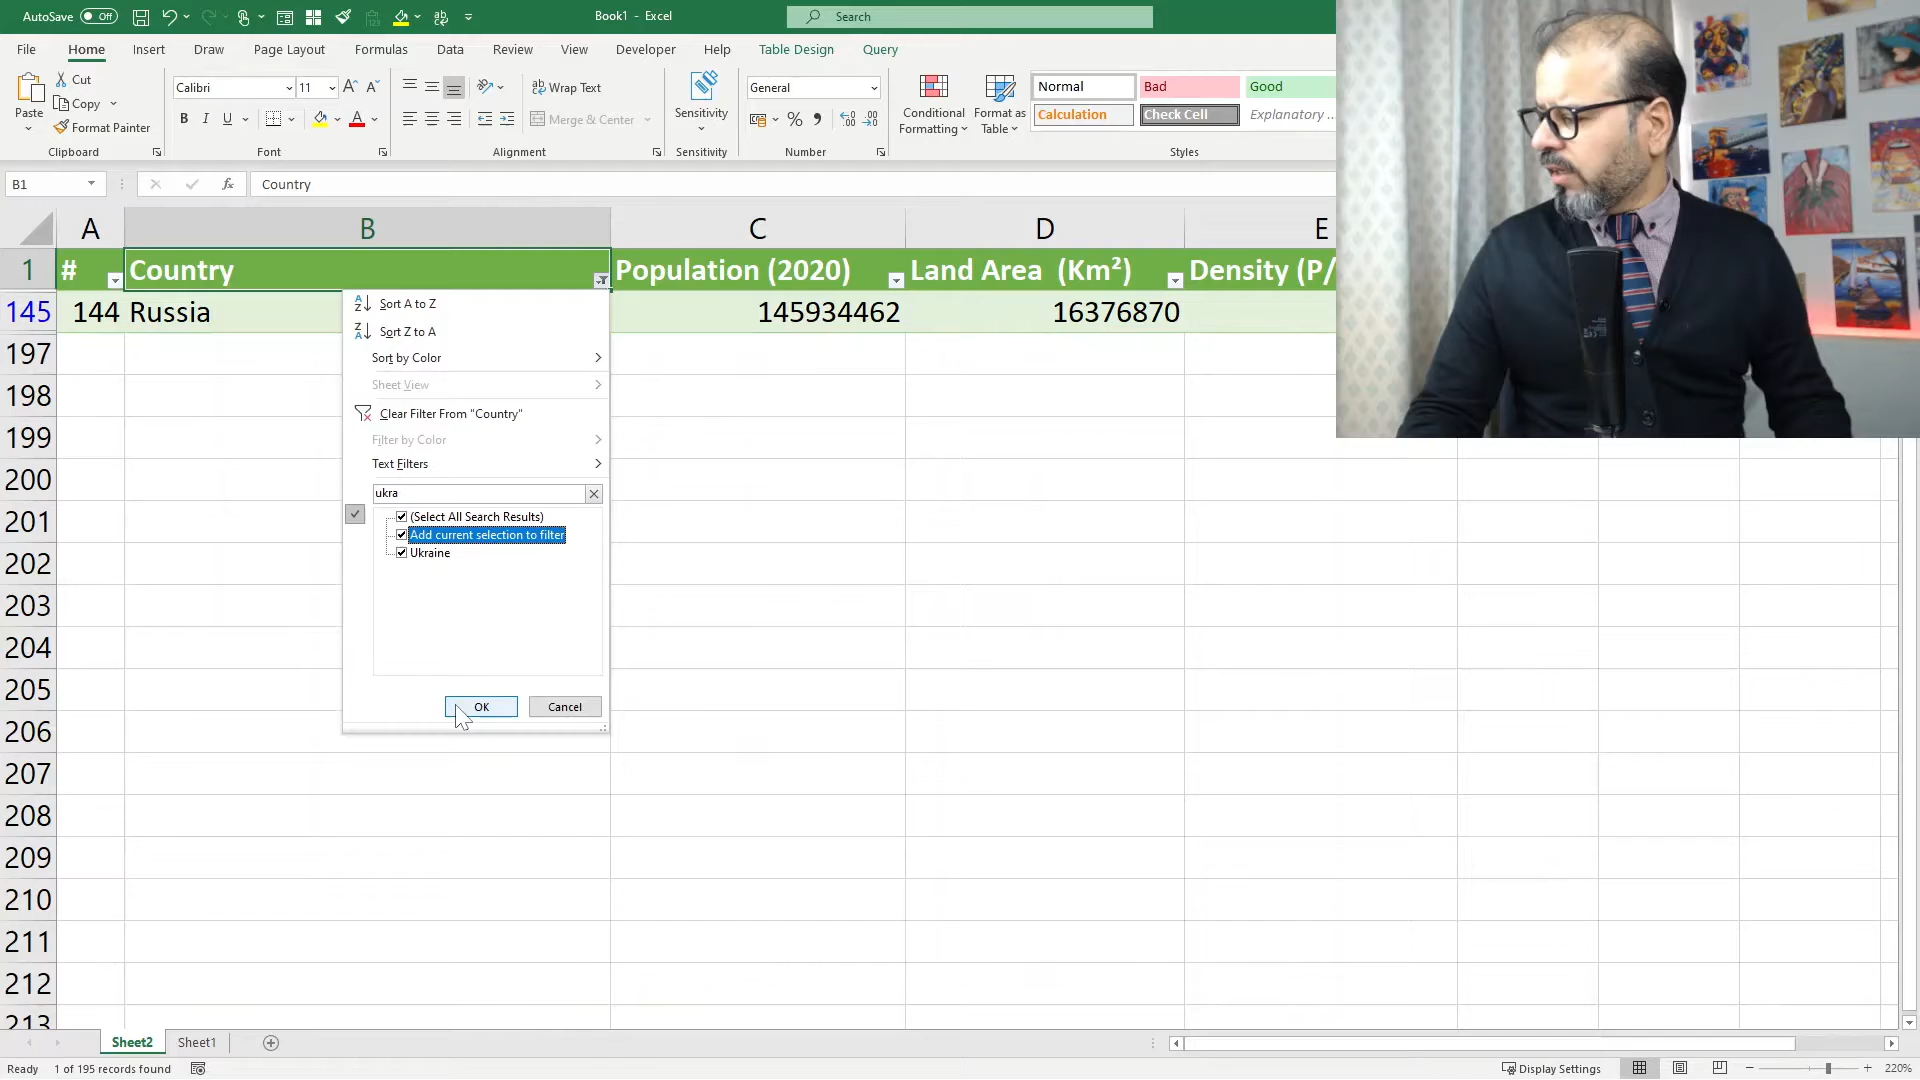 AutoSave Off Book1 - Excel Search
File Home Insert Draw Page Layout Formulas Data Review View Developer Help Table Design Query
Paste
Cut
Copy
Format Painter
Clipboard
Calibri 11
B I U
Font
Wrap Text
Merge & Center
Alignment
Sensitivity
Sensitivity
General
Number
Conditional Formatting
Format as Table
Normal Bad Good
Calculation Check Cell Explanatory ...
Styles
B1 fx Country
A B C D E
1 # Country Population (2020) Land Area (Km²) Density (P/
145 144 Russia 145934462 16376870
197
198
199
200
201
202
203
204
205
206
207
208
209
210
211
212
213
Sort A to Z
Sort Z to A
Sort by Color
Sheet View
Clear Filter From "Country"
Filter by Color
Text Filters
ukra
(Select All Search Results)
Add current selection to filter
Ukraine
OK Cancel
Sheet2 Sheet1
Ready 1 of 195 records found Display Settings 220%